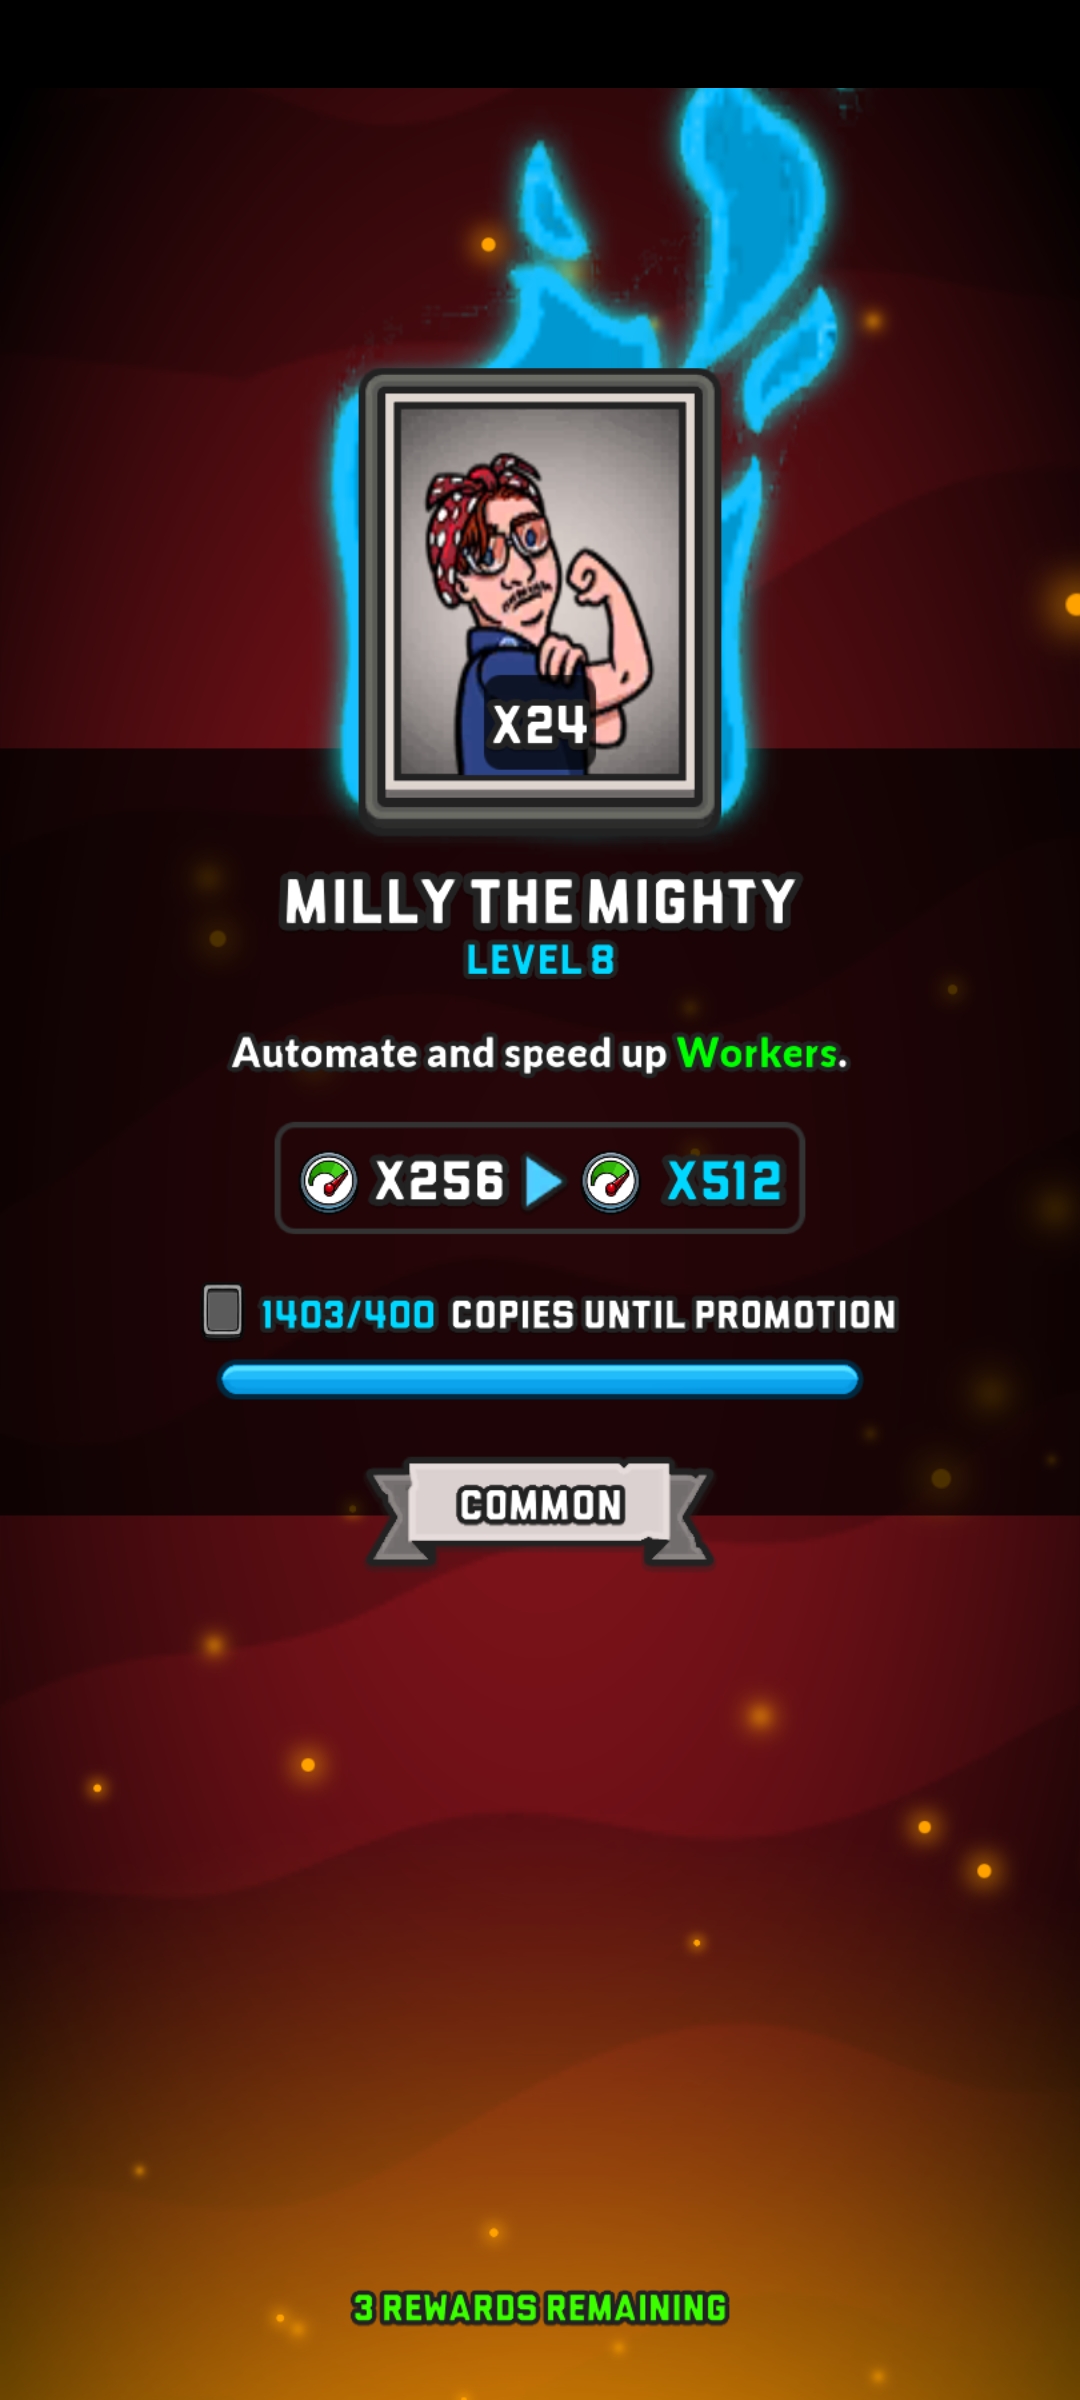 X24
MILLY THE MIGHTY
LEVEL 8
Automate and speed up Workers.
X256 X512
1403/400 COPIES UNTIL PROMOTION
COMMON
3 REWARDS REMAINING